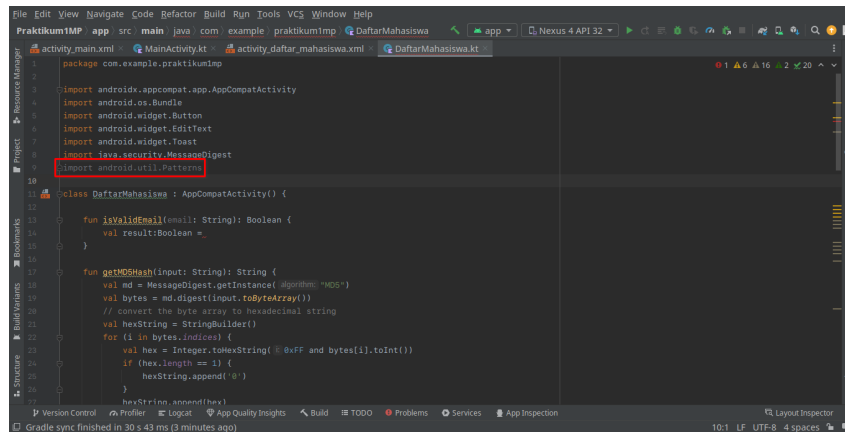 File Edit View Navigate Code Refactor Build Run Tools VCS Window Help
Praktikum1MP app src main java com example praktikum1mp DaftarMahasiswa app Nexus 4 API 32
activity_main.xml MainActivity.kt activity_daftar_mahasiswa.xml DaftarMahasiswa.kt
1 package com.example.praktikum1mp 1 6 16 2 20
2
3 import androidx.appcompat.app.AppCompatActivity
4 import android.os.Bundle
5 import android.widget.Button
6 import android.widget.EditText
7 import android.widget.Toast
8 import java.security.MessageDigest
9 import android.util.Patterns
10
11 class DaftarMahasiswa : AppCompatActivity() {
12
13 fun isValidEmail(email: String): Boolean {
14 val result:Boolean =_
15 }
16
17 fun getMD5Hash(input: String): String {
18 val md = MessageDigest.getInstance( algorithm: "MD5")
19 val bytes = md.digest(input.toByteArray())
20 // convert the byte array to hexadecimal string
21 val hexString = StringBuilder()
22 for (i in bytes.indices) {
23 val hex = Integer.toHexString( i: 0xFF and bytes[i].toInt())
24 if (hex.length == 1) {
25 hexString.append('0')
26 }
27 hexString.append(hex)
Resource Manager
Project
Bookmarks
Build Variants
Structure
Version Control Profiler Logcat App Quality Insights Build TODO Problems Services App Inspection Layout Inspector
Gradle sync finished in 30 s 43 ms (3 minutes ago) 10:1 LF UTF-8 4 spaces